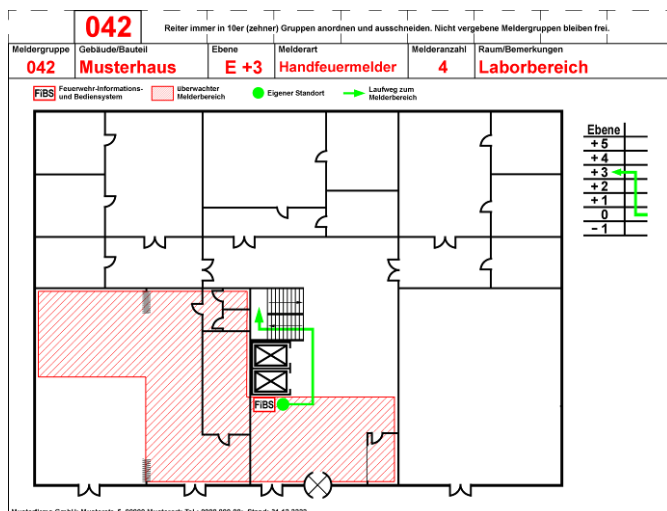 042
Reiter immer in 10er (zehner) Gruppen anordnen und ausschneiden. Nicht vergebene Meldergruppen bleiben frei.
Meldergruppe Gebäude/Bauteil Ebene Melderart Melderanzahl Raum/Bemerkungen
042 Musterhaus E +3 Handfeuermelder 4 Laborbereich
FiBS Feuerwehr-Informations- und Bediensystem
überwachter Melderbereich
Eigener Standort
Laufweg zum Melderbereich
Ebene
+ 5
+ 4
+ 3
+ 2
+ 1
0
- 1
FiBS